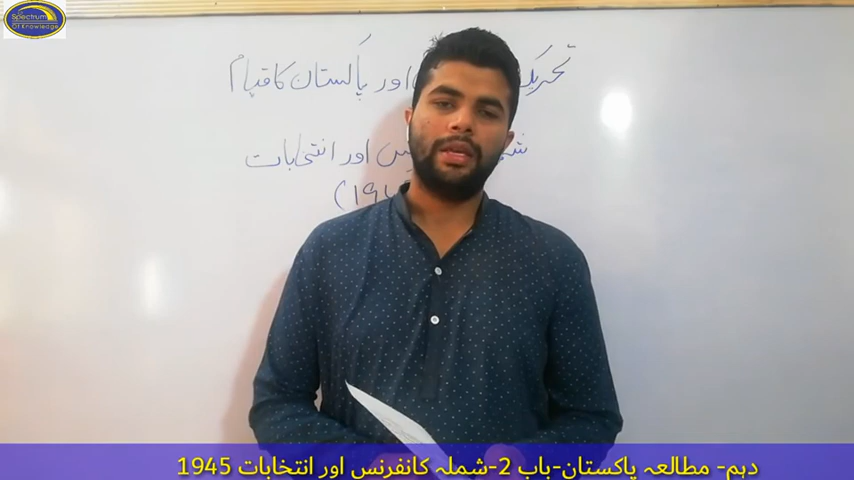 Spectrum
Of Knowledge
تحریک اور پاکستان کا قیام
اور انتخابات
دہم- مطالعہ پاکستان-باب 2-شملہ کانفرنس اور انتخابات 1945